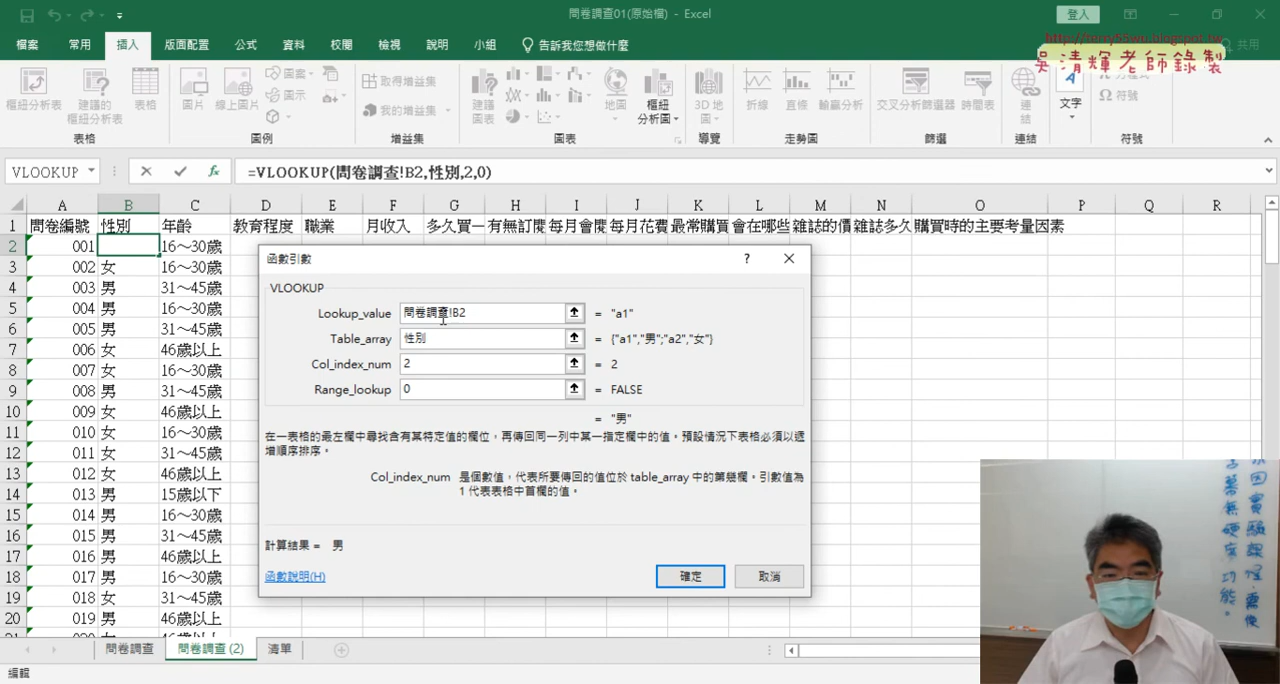 問卷調查01(原始檔) - Excel
登入
http://terry55wu.blogspot.tw
吳清輝老師錄製
檔案 常用 插入 版面配置 公式 資料 校閱 檢視 說明 小組 告訴我您想做什麼 共用
樞紐分析表 建議的樞紐分析表 表格 圖片 線上圖片 圖案 圖示 取得增益集 我的增益集 建議圖表 地圖 樞紐分析圖 3D 地圖 折線 直條 輸贏分析 交叉分析篩選器 時間表 連結 文字 符號
表格 圖例 增益集 圖表 導覽 走勢圖 篩選 連結 符號
VLOOKUP fx =VLOOKUP(問卷調查!B2,性別,2,0)
A B C D E F G H I J K L M N O P Q R
1 問卷編號 性別 年齡 教育程度 職業 月收入 多久買一 有無訂閱 每月會閱 每月花費 最常購買 會在哪些 雜誌的價 雜誌多久 購買時的主要考量因素
2 001 16～30歲
3 002 女 16～30歲
4 003 男 31～45歲
5 004 男 16～30歲
6 005 男 31～45歲
7 006 女 46歲以上
8 007 女 16～30歲
9 008 男 31～45歲
10 009 女 46歲以上
11 010 女 16～30歲
12 011 女 31～45歲
13 012 女 46歲以上
14 013 男 15歲以下
15 014 男 16～30歲
16 015 男 31～45歲
17 016 男 46歲以上
18 017 男 16～30歲
19 018 女 31～45歲
20 019 男 46歲以上
函數引數 ?
VLOOKUP
Lookup_value 問卷調查!B2 = "a1"
Table_array 性別 = {"a1","男";"a2","女"}
Col_index_num 2 = 2
Range_lookup 0 = FALSE
= "男"
在一表格的最左欄中尋找含有某特定值的欄位，再傳回同一列中某一指定欄中的值。預設情況下表格必須以遞
增順序排序。
Col_index_num 是個數值，代表所要傳回的值位於 table_array 中的第幾欄。引數值為
1 代表表格中首欄的值。
計算結果 = 男
函數說明(H) 確定 取消
問卷調查 問卷調查 (2) 清單
編輯